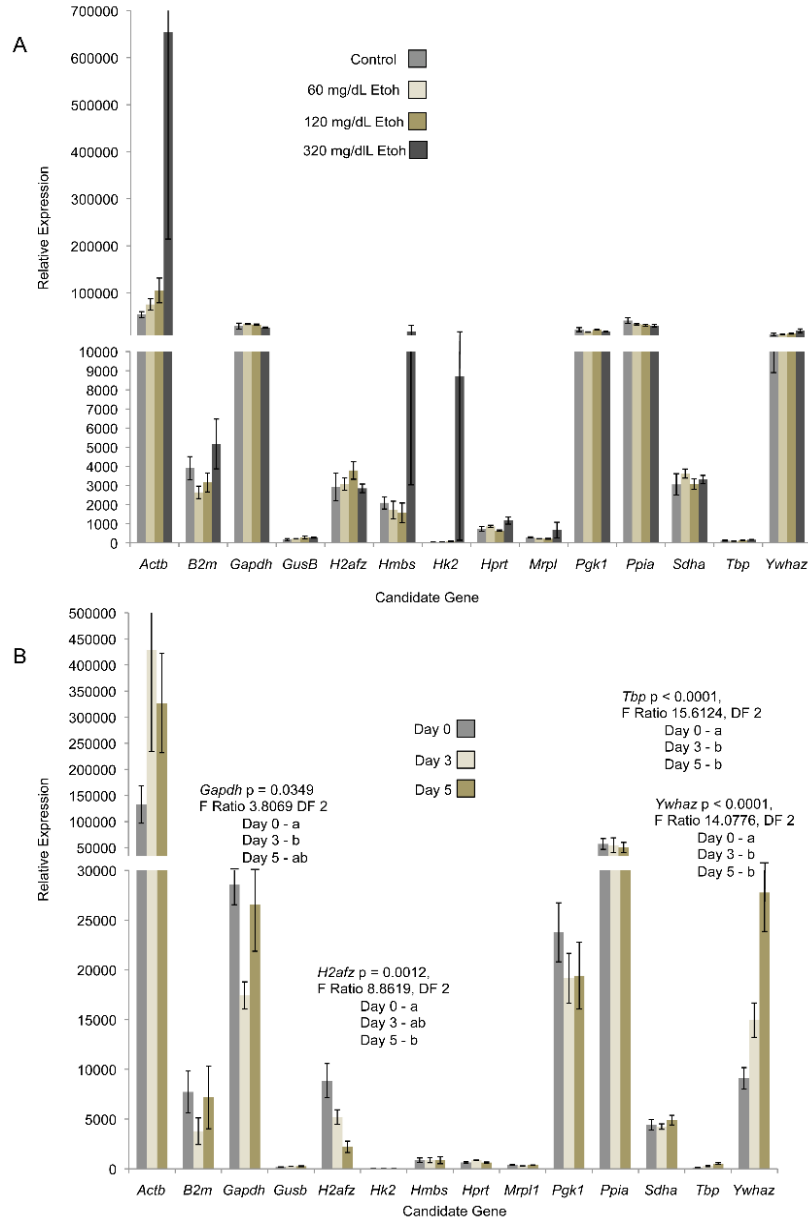 A
700000
600000
500000
400000
300000
200000
100000
10000
9000
8000
7000
6000
5000
4000
3000
2000
1000
0
Relative Expression
Control
60 mg/dL Etoh
120 mg/dL Etoh
320 mg/dlL Etoh
Actb B2m Gapdh GusB H2afz Hmbs Hk2 Hprt Mrpl Pgk1 Ppia Sdha Tbp Ywhaz
Candidate Gene
B
500000
450000
400000
350000
300000
250000
200000
150000
100000
50000
30000
25000
20000
15000
10000
5000
0
Relative Expression
Day 0
Day 3
Day 5
Gapdh p = 0.0349
F Ratio 3.8069 DF 2
Day 0 - a
Day 3 - b
Day 5 - ab
H2afz p = 0.0012,
F Ratio 8.8619, DF 2
Day 0 - a
Day 3 - ab
Day 5 - b
Tbp p < 0.0001,
F Ratio 15.6124, DF 2
Day 0 - a
Day 3 - b
Day 5 - b
Ywhaz p < 0.0001,
F Ratio 14.0776, DF 2
Day 0 - a
Day 3 - b
Day 5 - b
Actb B2m Gapdh Gusb H2afz Hk2 Hmbs Hprt Mrpl1 Pgk1 Ppia Sdha Tbp Ywhaz
Candidate Gene